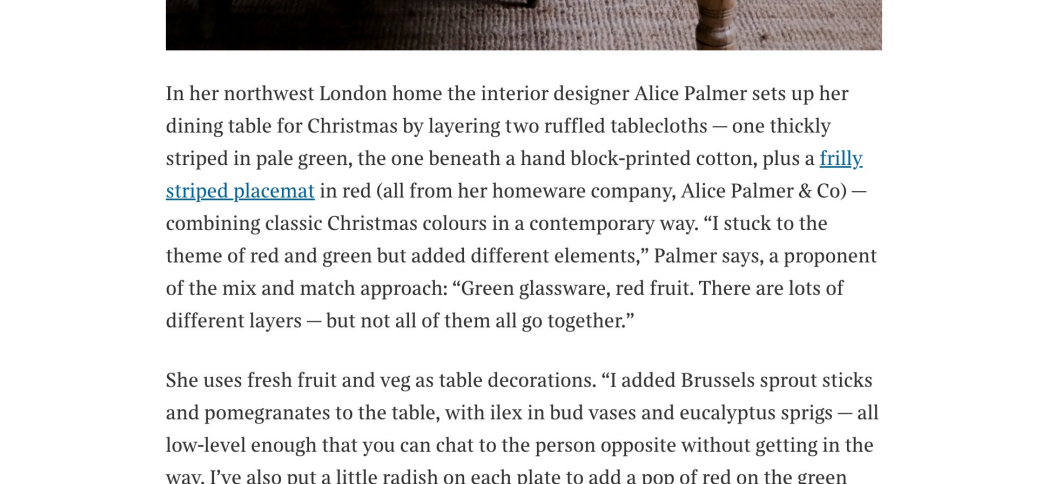 In her northwest London home the interior designer Alice Palmer sets up her
dining table for Christmas by layering two ruffled tablecloths — one thickly
striped in pale green, the one beneath a hand block-printed cotton, plus a frilly
striped placemat in red (all from her homeware company, Alice Palmer & Co) —
combining classic Christmas colours in a contemporary way. “I stuck to the
theme of red and green but added different elements,” Palmer says, a proponent
of the mix and match approach: “Green glassware, red fruit. There are lots of
different layers — but not all of them all go together.”
She uses fresh fruit and veg as table decorations. “I added Brussels sprout sticks
and pomegranates to the table, with ilex in bud vases and eucalyptus sprigs — all
low-level enough that you can chat to the person opposite without getting in the
way. I’ve also put a little radish on each plate to add a pop of red on the green